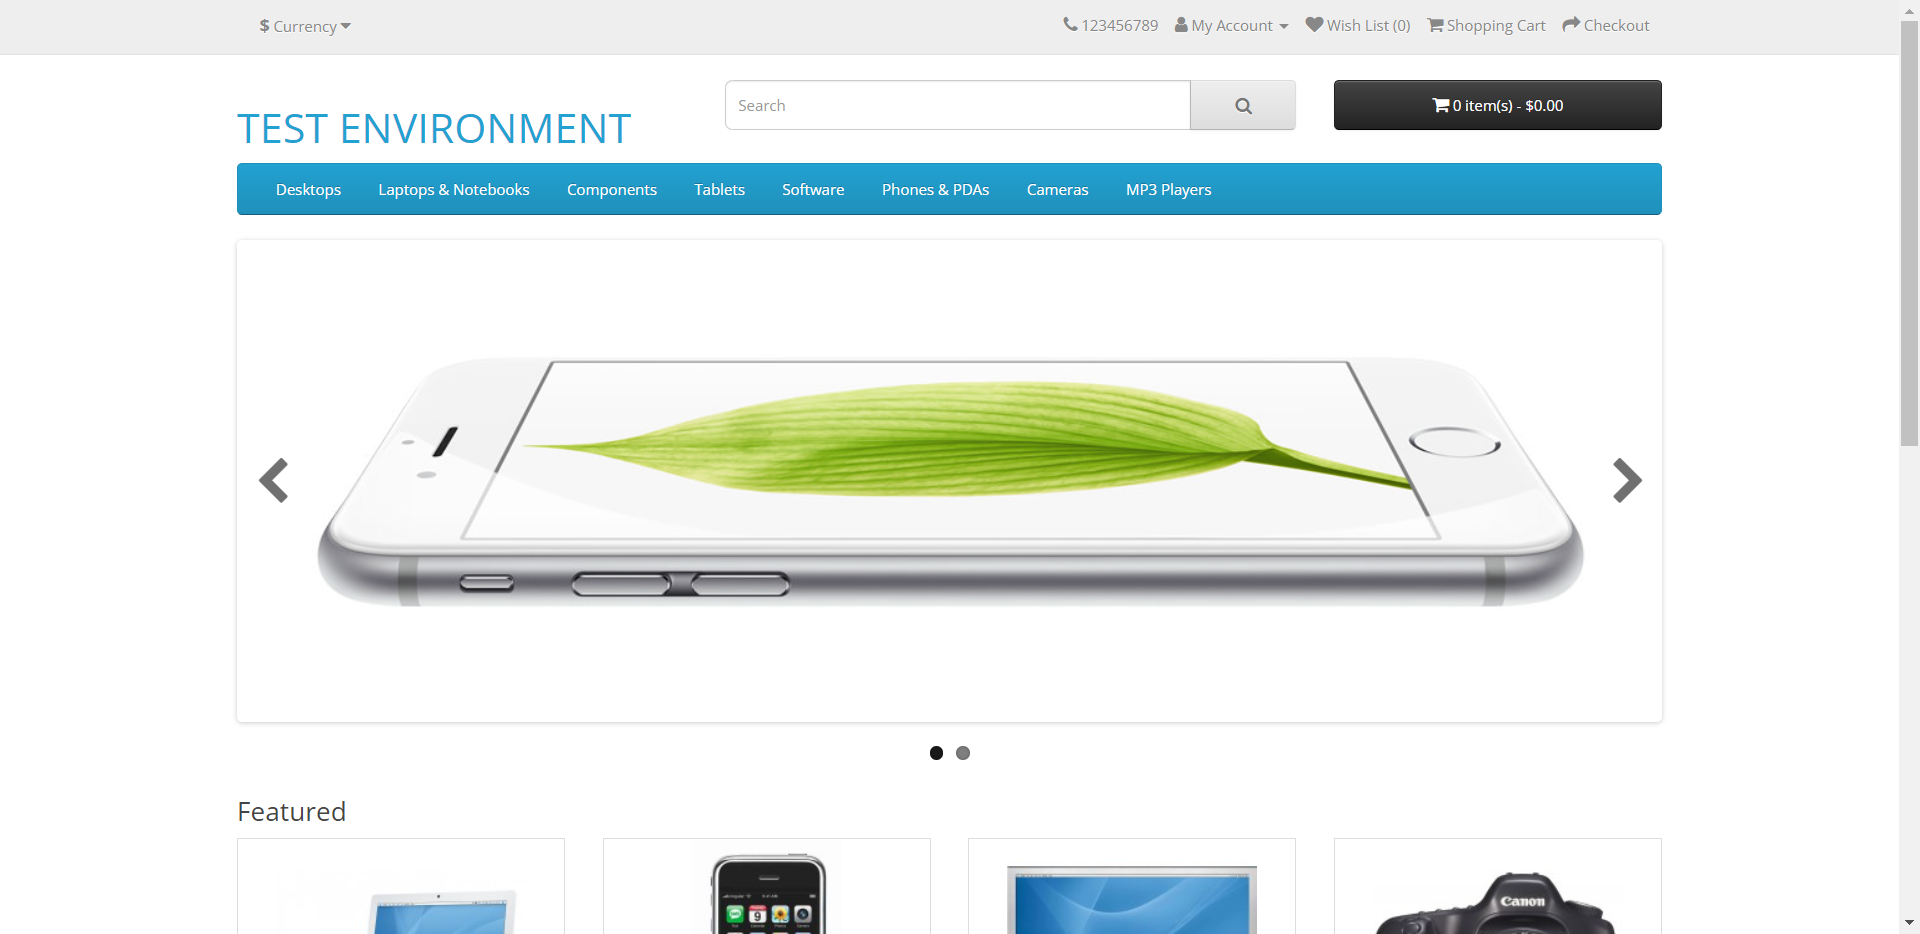 $ Currency
123456789 My Account Wish List (0) Shopping Cart Checkout
TEST ENVIRONMENT
Search
0 item(s) - $0.00
Desktops Laptops & Notebooks Components Tablets Software Phones & PDAs Cameras MP3 Players
Featured
9
Canon